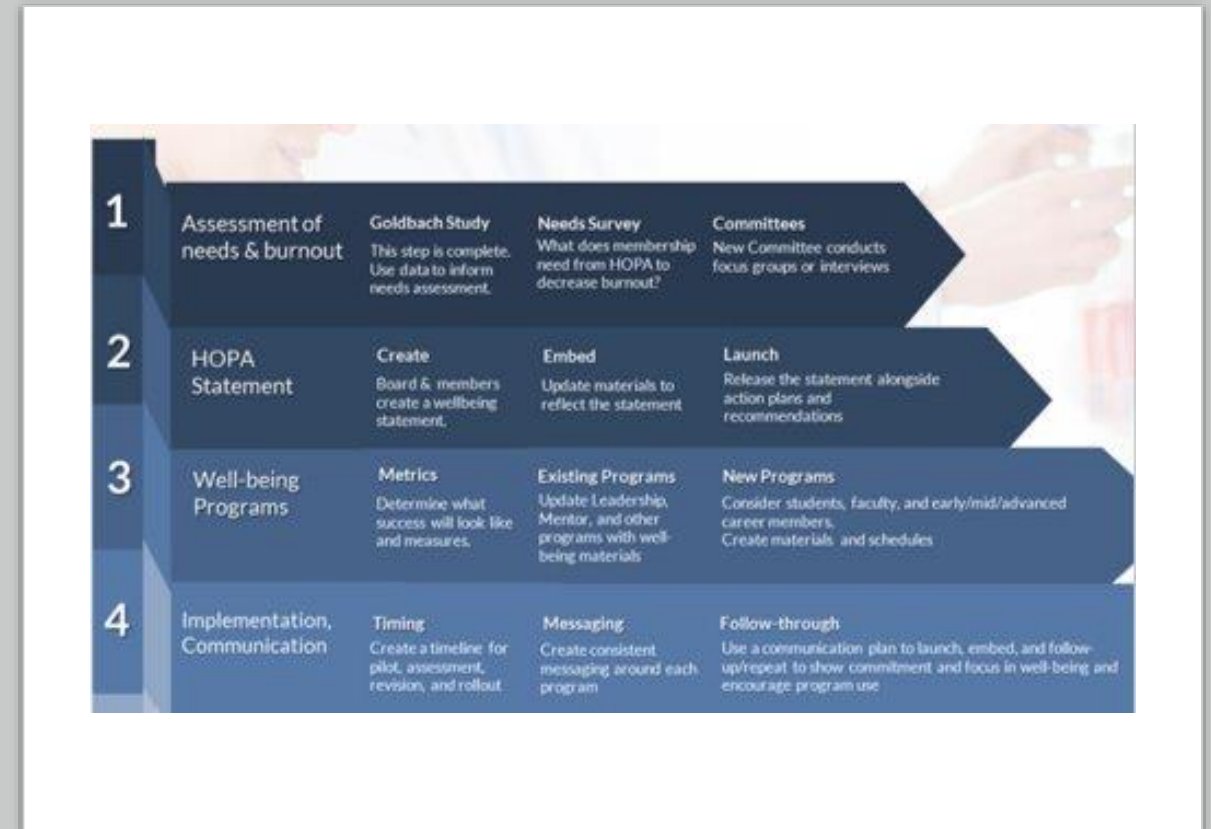 1
Assessment of
needs & burnout
Goldbach Study
This step is complete.
Use data to inform
needs assessment.
Needs Survey
What does membership
need from HOPA to
decrease burnout?
Committees
New Committee conducts
focus groups or interviews
2
HOPA
Statement
Create
Board & members
create a wellbeing
statement.
Embed
Update materials to
reflect the statement
Launch
Release the statement alongside
action plans and
recommendations
3
Well-being
Programs
Metrics
Determine what
success will look like
and measures.
Existing Programs
Update Leadership,
Mentor, and other
programs with well-
being materials
New Programs
Consider students, faculty, and early/mid/advanced
career members.
Create materials and schedules
4
Implementation,
Communication
Timing
Create a timeline for
pilot, assessment,
revision, and rollout
Messaging
Create consistent
messaging around each
program
Follow-through
Use a communication plan to launch, embed, and follow-
up/repeat to show commitment and focus in well-being and
encourage program use